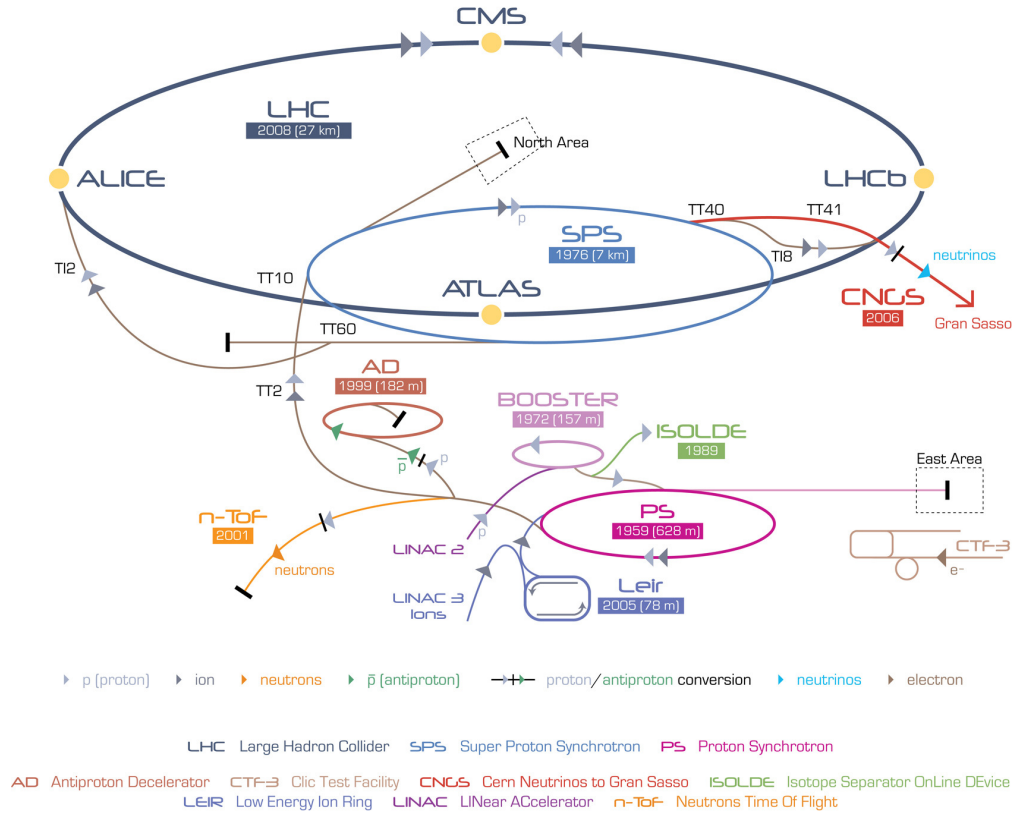 CMS
LHC
2008 (27 km)
North Area
ALICE
LHCb
TT40
TT41
p
SPS
1976 (7 km)
TI8
TI2
TT10
neutrinos
ATLAS
CNGS
2006
Gran Sasso
TT60
AD
1999 (182 m)
TT2
BOOSTER
1972 (157 m)
ISOLDE
1989
p̅
p
East Area
n-ToF
2001
PS
1959 (628 m)
LINAC 2
p
neutrons
CTF3
e-
LINAC 3
Ions
Leir
2005 (78 m)
p (proton) ion neutrons p̅ (antiproton) proton/antiproton conversion neutrinos electron
LHC Large Hadron Collider SPS Super Proton Synchrotron PS Proton Synchrotron
AD Antiproton Decelerator CTF3 Clic Test Facility CNGS Cern Neutrinos to Gran Sasso ISOLDE Isotope Separator OnLine DEvice
LEIR Low Energy Ion Ring LINAC LINear ACcelerator n-ToF Neutrons Time Of Flight